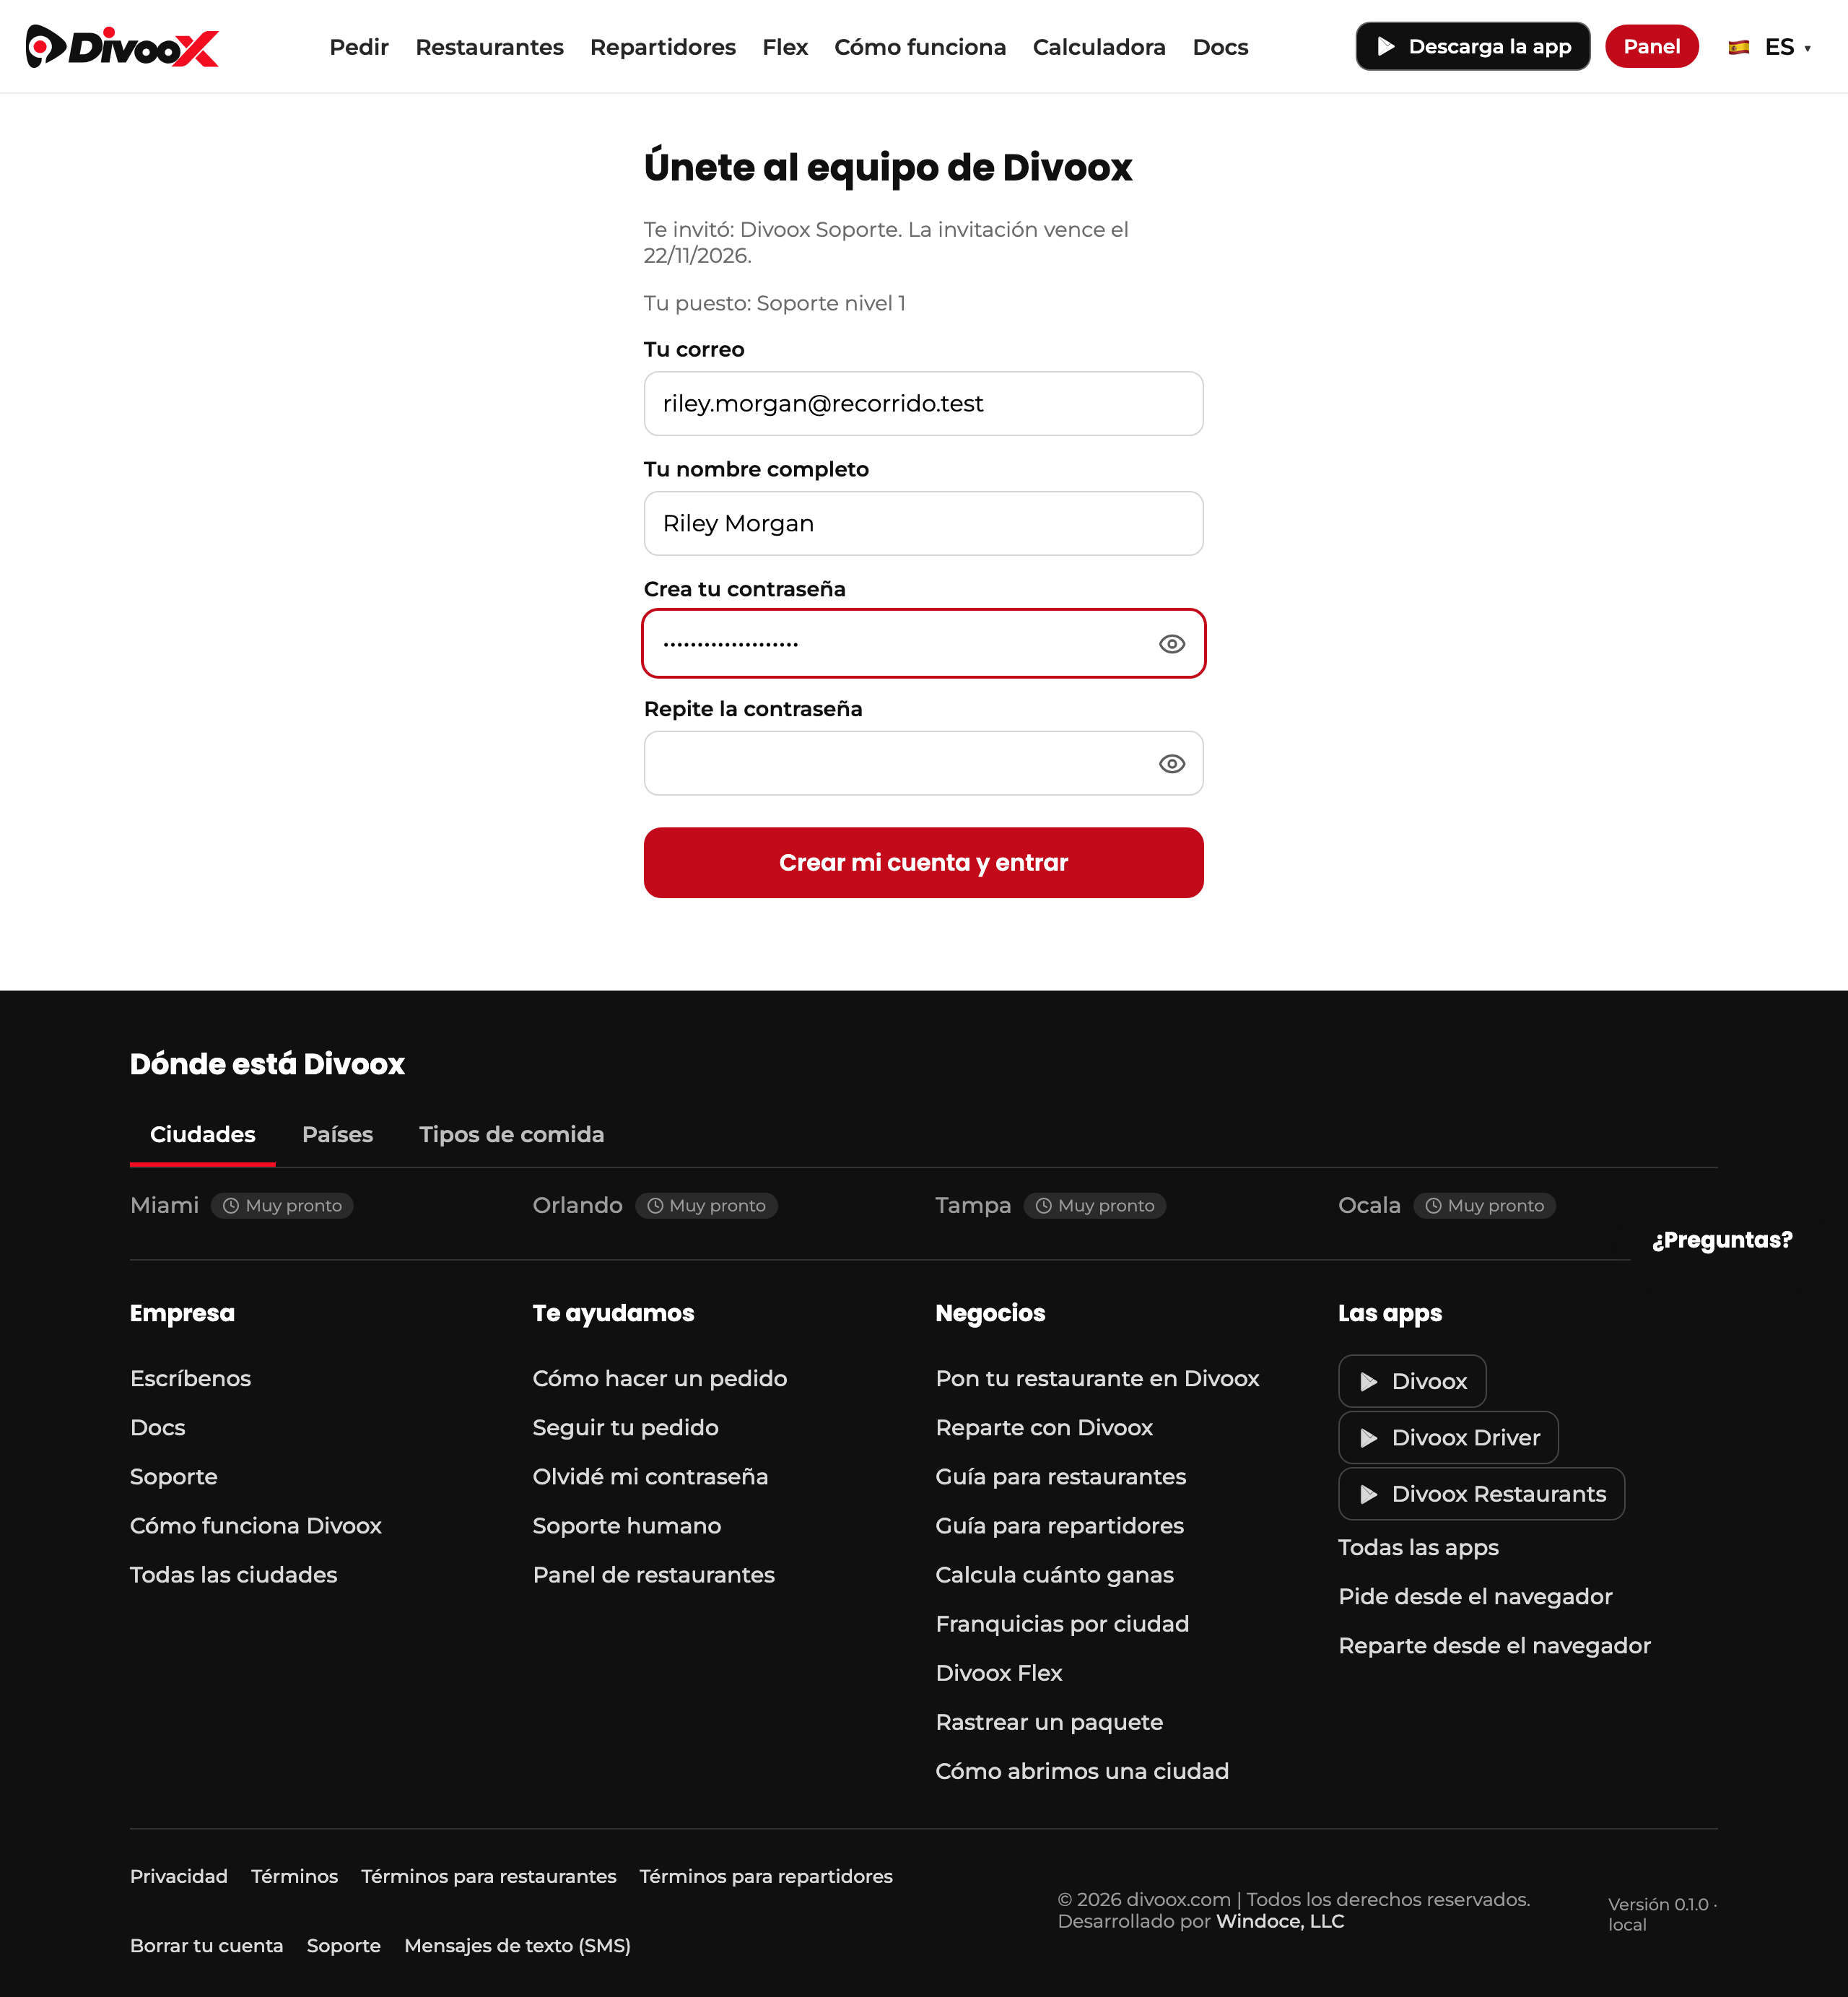 DivooX
Pedir
Restaurantes
Repartidores
Flex
Cómo funciona
Calculadora
Docs
Descarga la app
Panel
ES
Únete al equipo de Divoox
Te invitó: Divoox Soporte. La invitación vence el
22/11/2026.
Tu puesto: Soporte nivel 1
Tu correo
riley.morgan@recorrido.test
Tu nombre completo
Riley Morgan
Crea tu contraseña
Repite la contraseña
Crear mi cuenta y entrar
Dónde está Divoox
Ciudades
Países
Tipos de comida
Miami
Muy pronto
Orlando
Muy pronto
Tampa
Muy pronto
Ocala
Muy pronto
¿Preguntas?
Empresa
Escríbenos
Docs
Soporte
Cómo funciona Divoox
Todas las ciudades
Te ayudamos
Cómo hacer un pedido
Seguir tu pedido
Olvidé mi contraseña
Soporte humano
Panel de restaurantes
Negocios
Pon tu restaurante en Divoox
Reparte con Divoox
Guía para restaurantes
Guía para repartidores
Calcula cuánto ganas
Franquicias por ciudad
Divoox Flex
Rastrear un paquete
Cómo abrimos una ciudad
Las apps
Divoox
Divoox Driver
Divoox Restaurants
Todas las apps
Pide desde el navegador
Reparte desde el navegador
Privacidad
Términos
Términos para restaurantes
Términos para repartidores
Borrar tu cuenta
Soporte
Mensajes de texto (SMS)
© 2026 divoox.com | Todos los derechos reservados.
Desarrollado por Windoce, LLC
Versión 0.1.0 ·
local